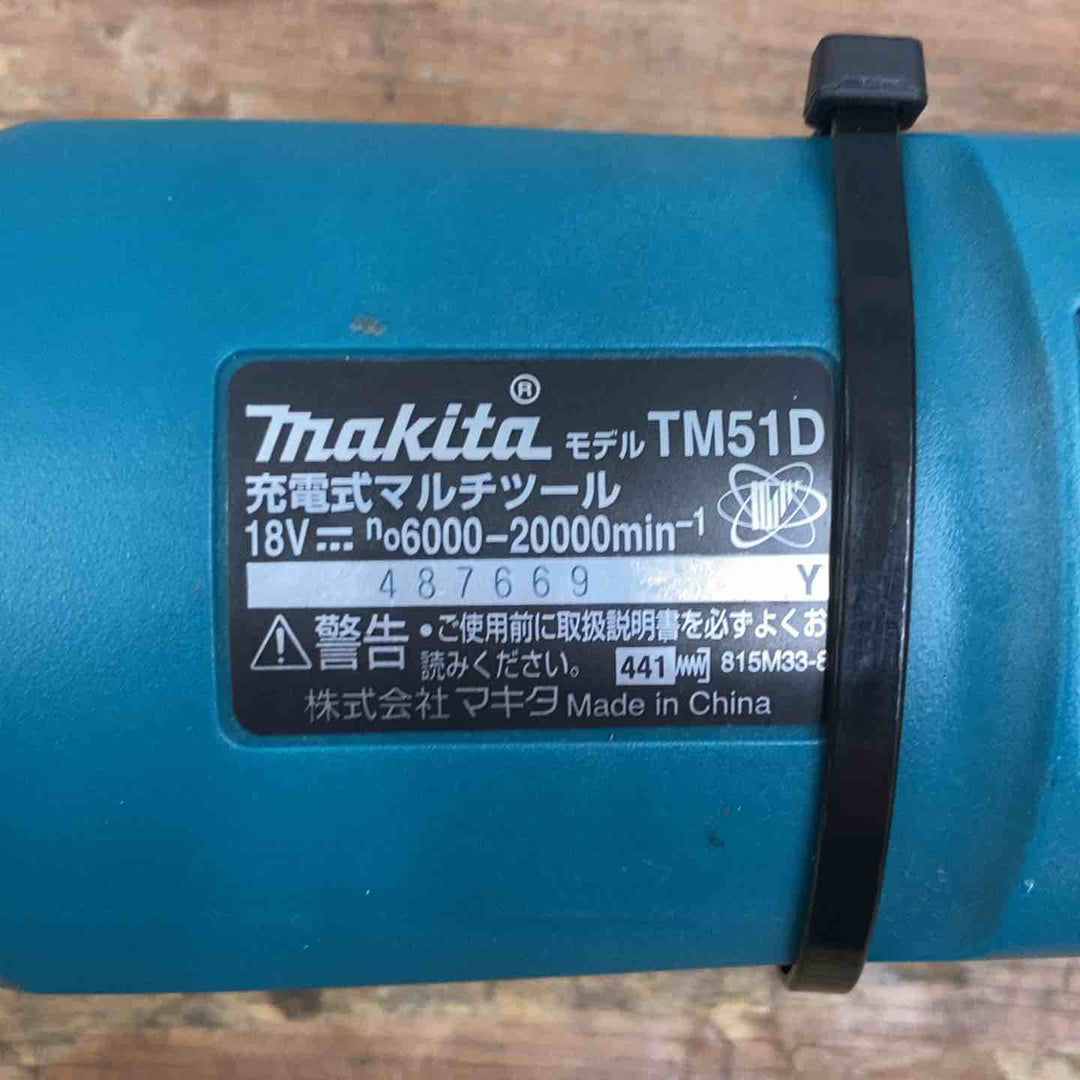 makita® モデル TM51D
充電式マルチツール
18V n₀6000-20000min⁻¹
487669 Y
警告 ・ご使用前に取扱説明書を必ずよくお
読みください。 441 815M33-8
株式会社 マキタ Made in China